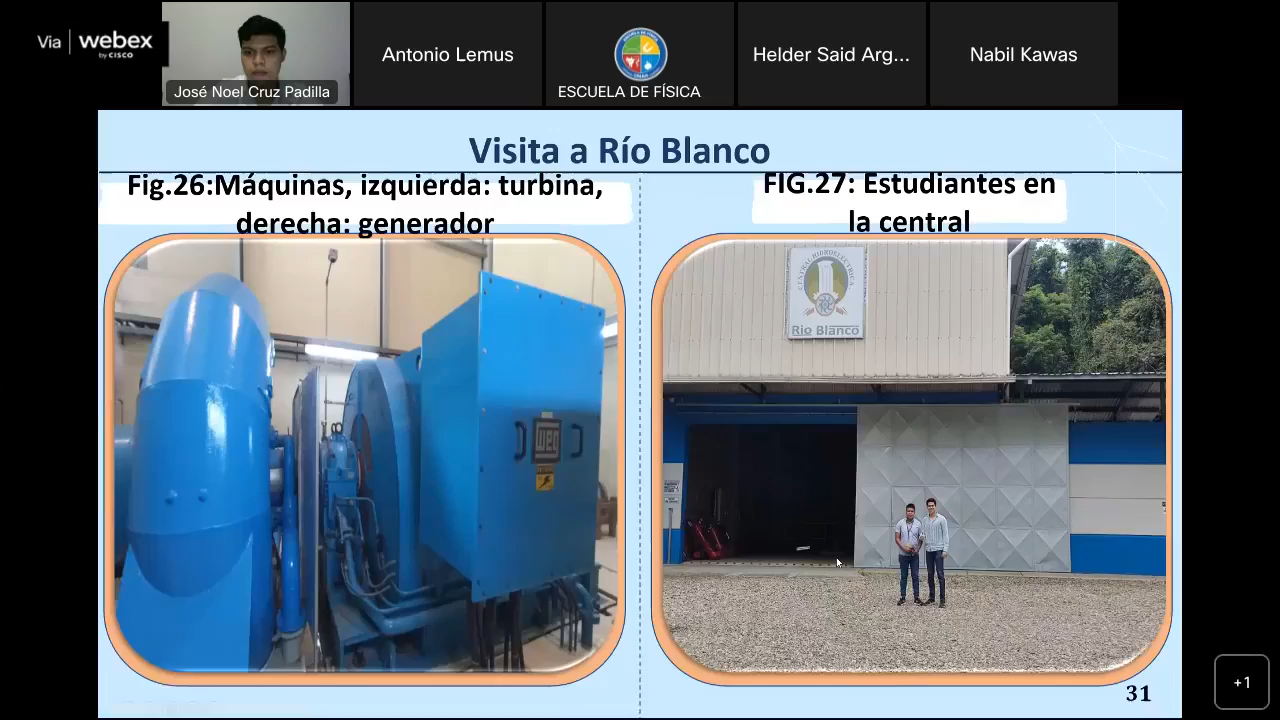 Via webex
by CISCO
José Noel Cruz Padilla
Antonio Lemus
ESCUELA DE FÍSICA
Helder Said Arg...
Nabil Kawas
Visita a Río Blanco
Fig.26:Máquinas, izquierda: turbina,
derecha: generador
FIG.27: Estudiantes en
la central
weg
CENTRAL HIDROELECTRICA
Rio Blanco
31
+1